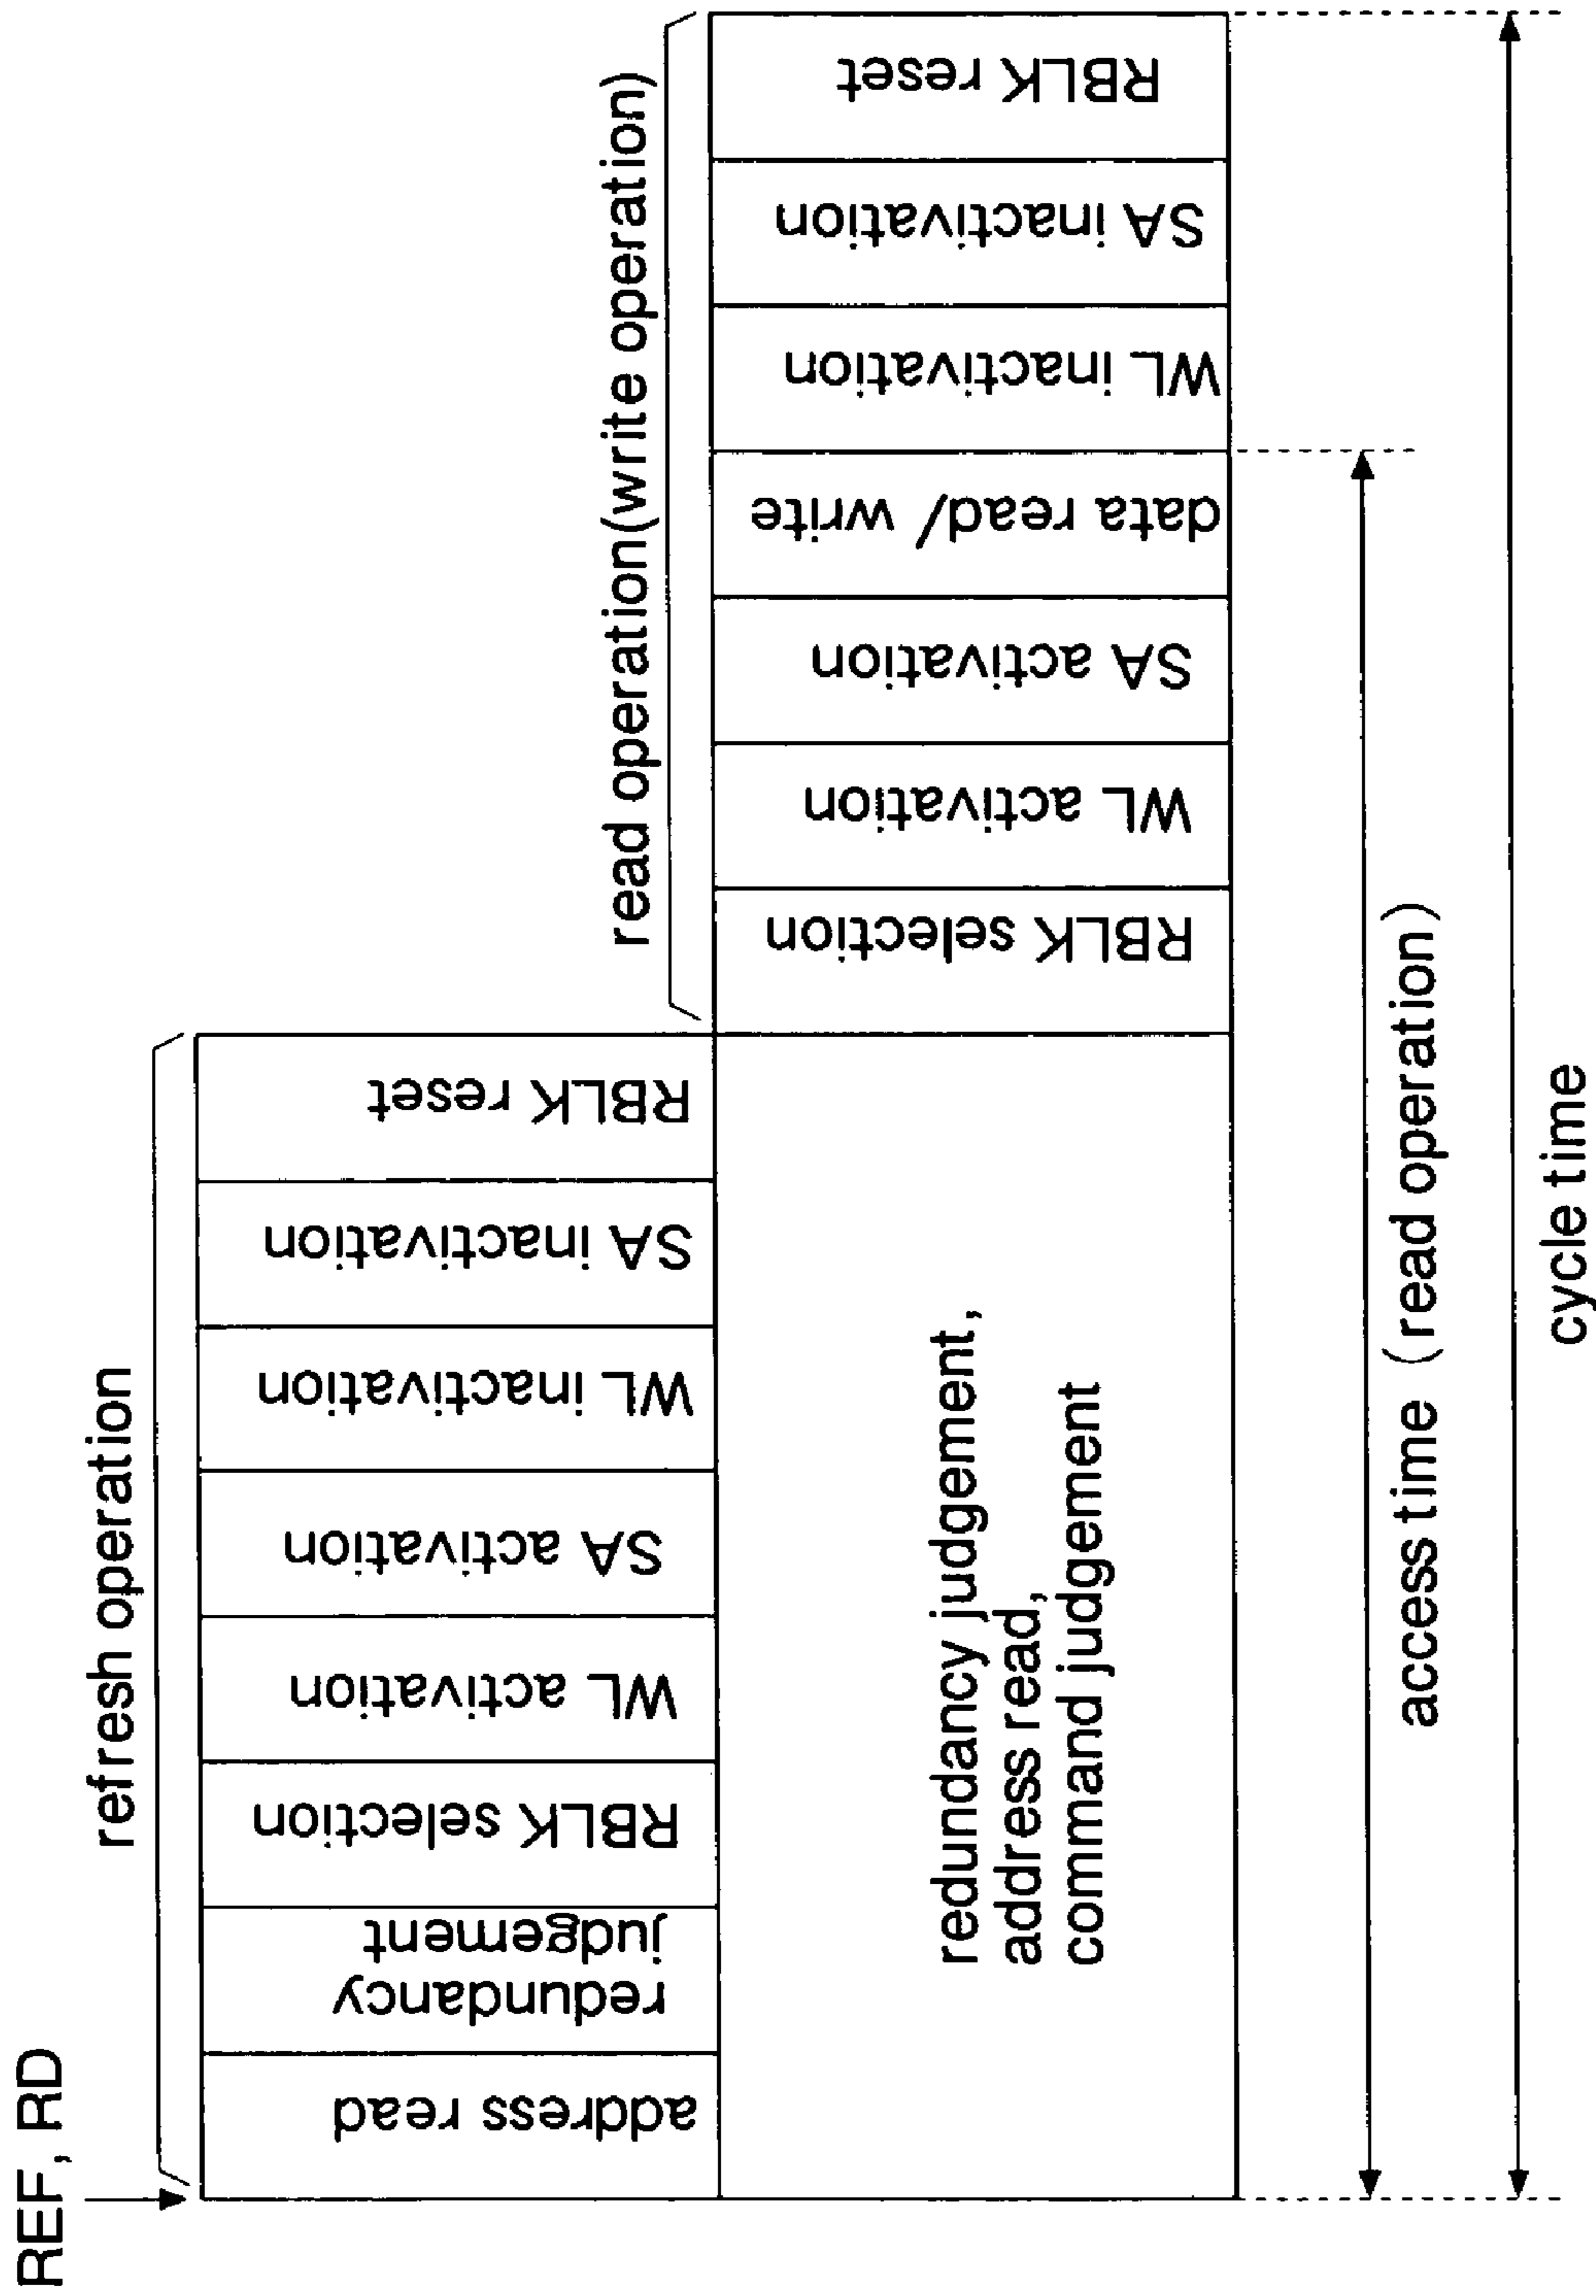 REF, RD
refresh operation
address read
redundancy
judgement
RBLK selection
WL activation
SA activation
WL inactivation
SA inactivation
RBLK reset
read operation(write operation)
redundancy judgement,
address read,
command judgement
RBLK selection
WL activation
SA activation
data read/ write
WL inactivation
SA inactivation
RBLK reset
access time (read operation)
cycle time